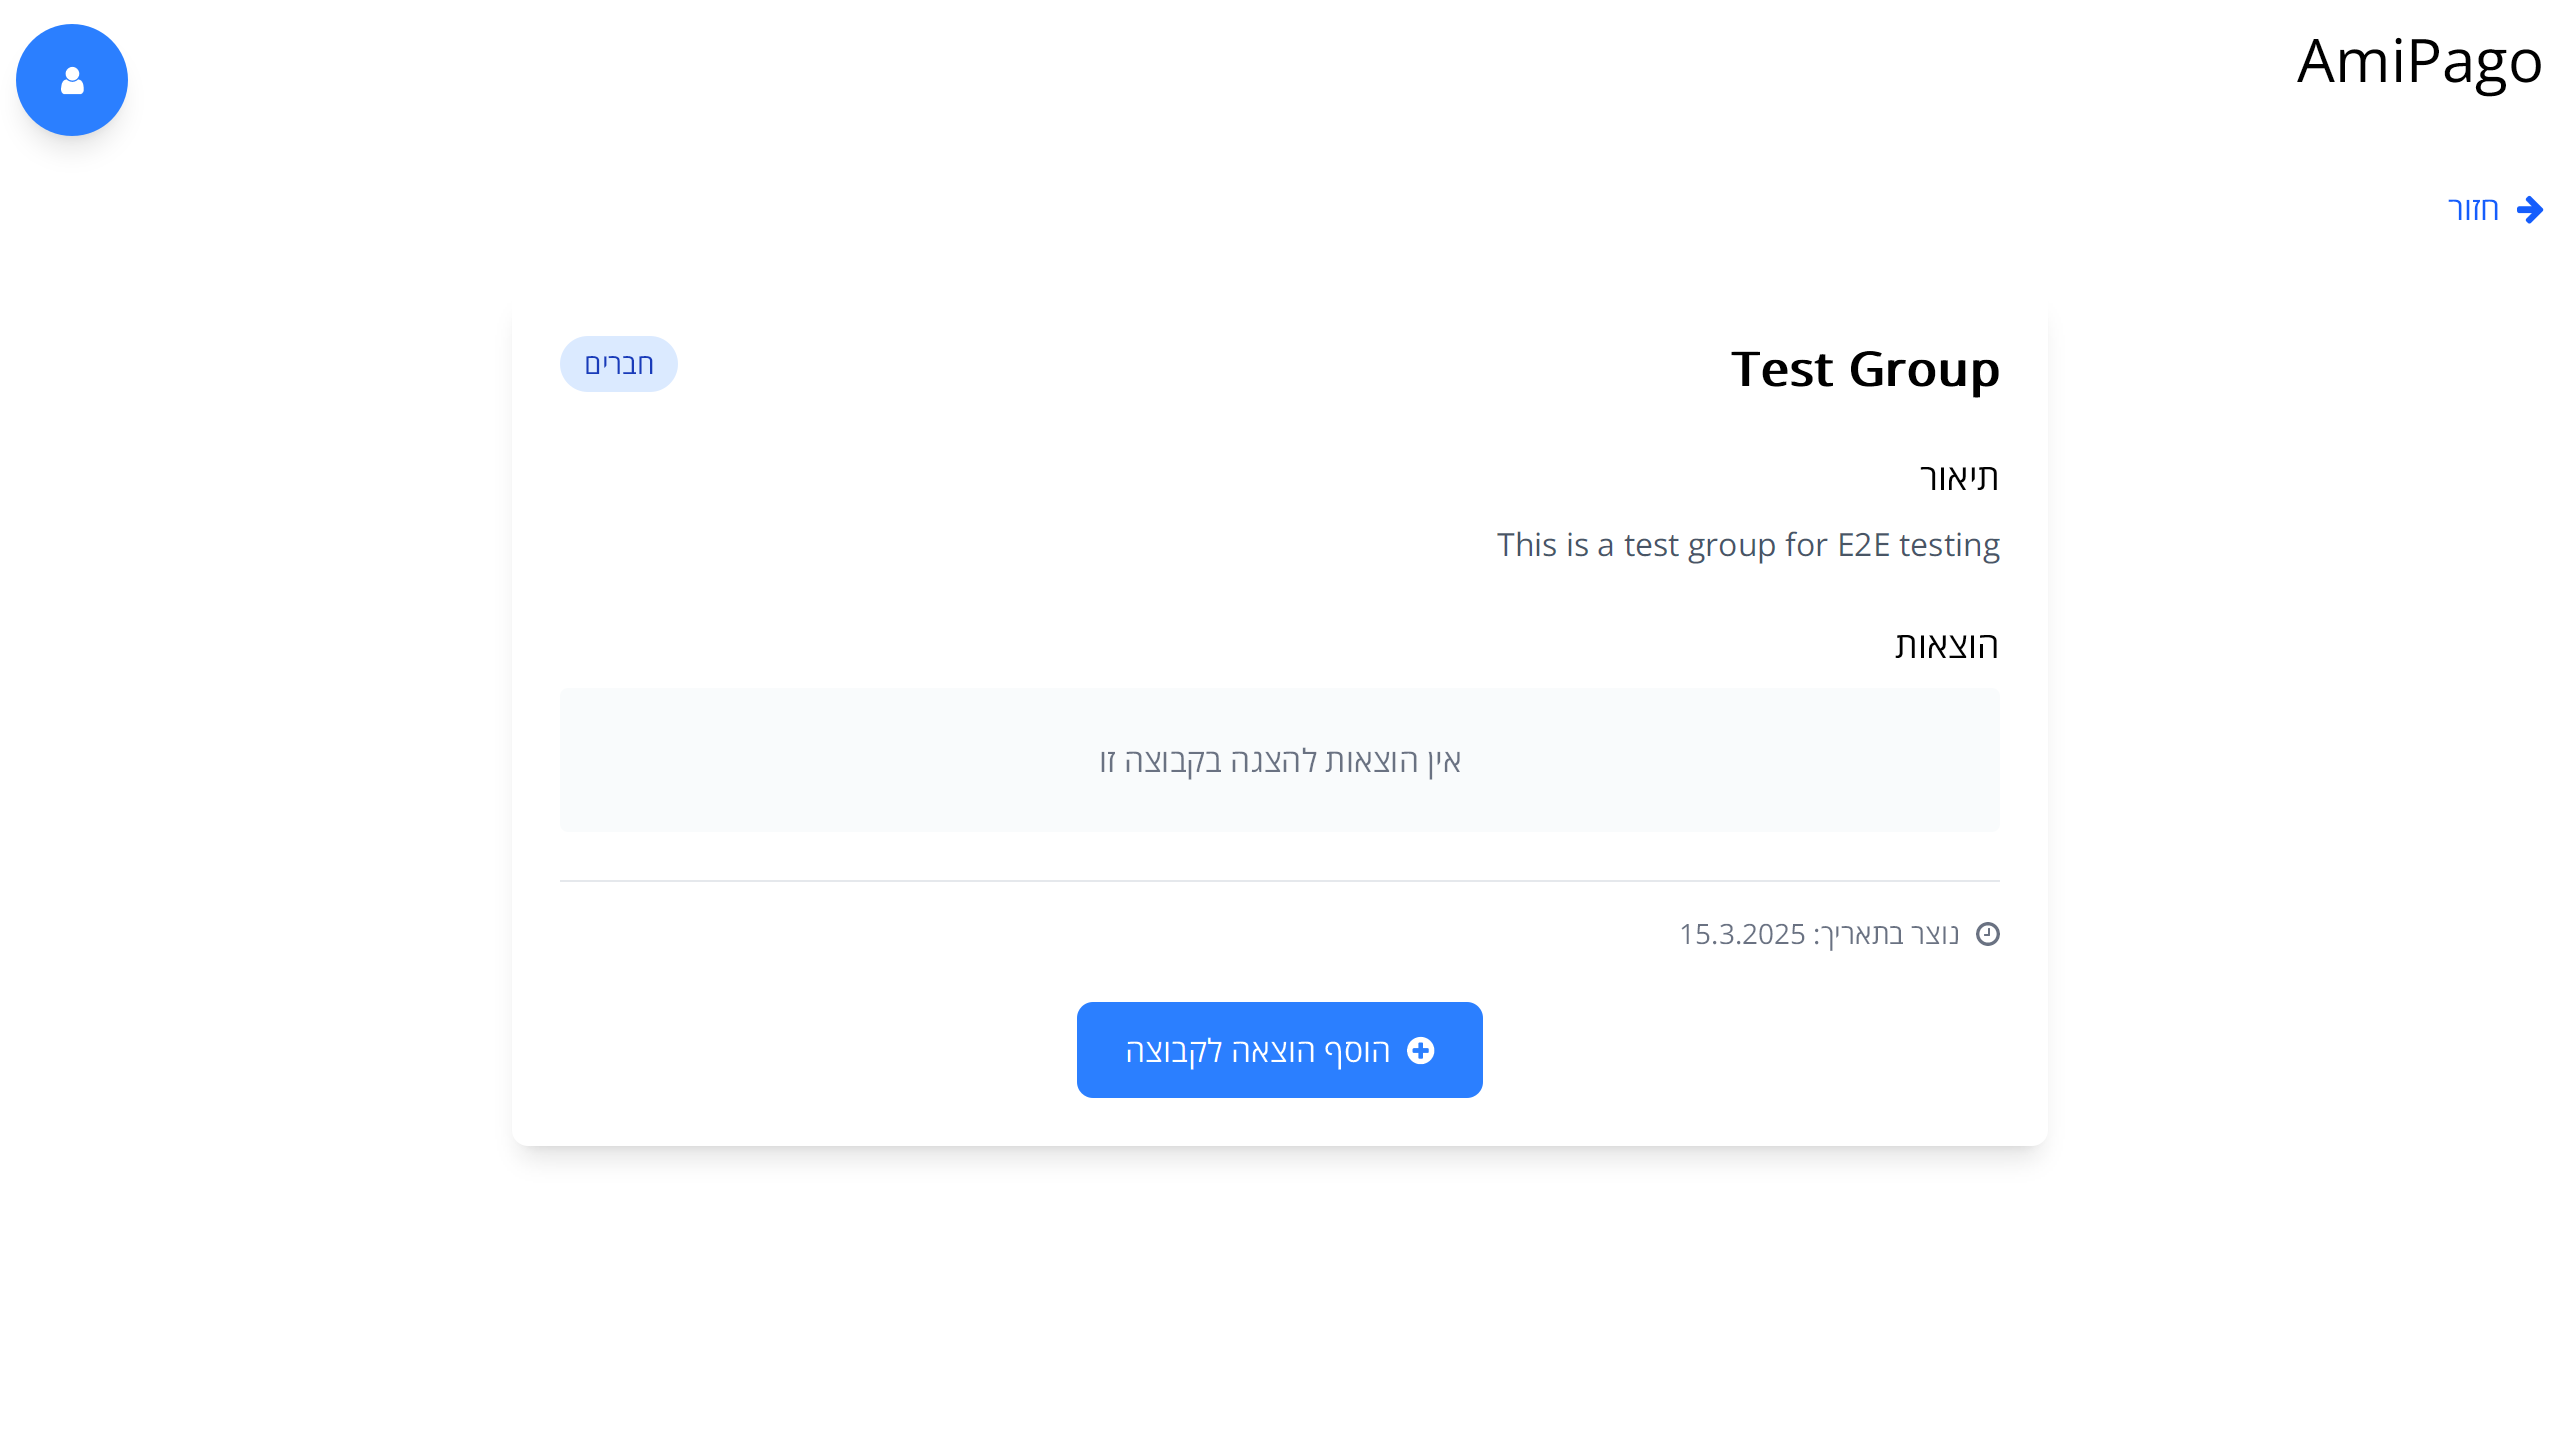 AmiPago
חזור
Test Group
חברים
תיאור
This is a test group for E2E testing
הוצאות
אין הוצאות להצגה בקבוצה זו
נוצר בתאריך: 15.3.2025
הוסף הוצאה לקבוצה